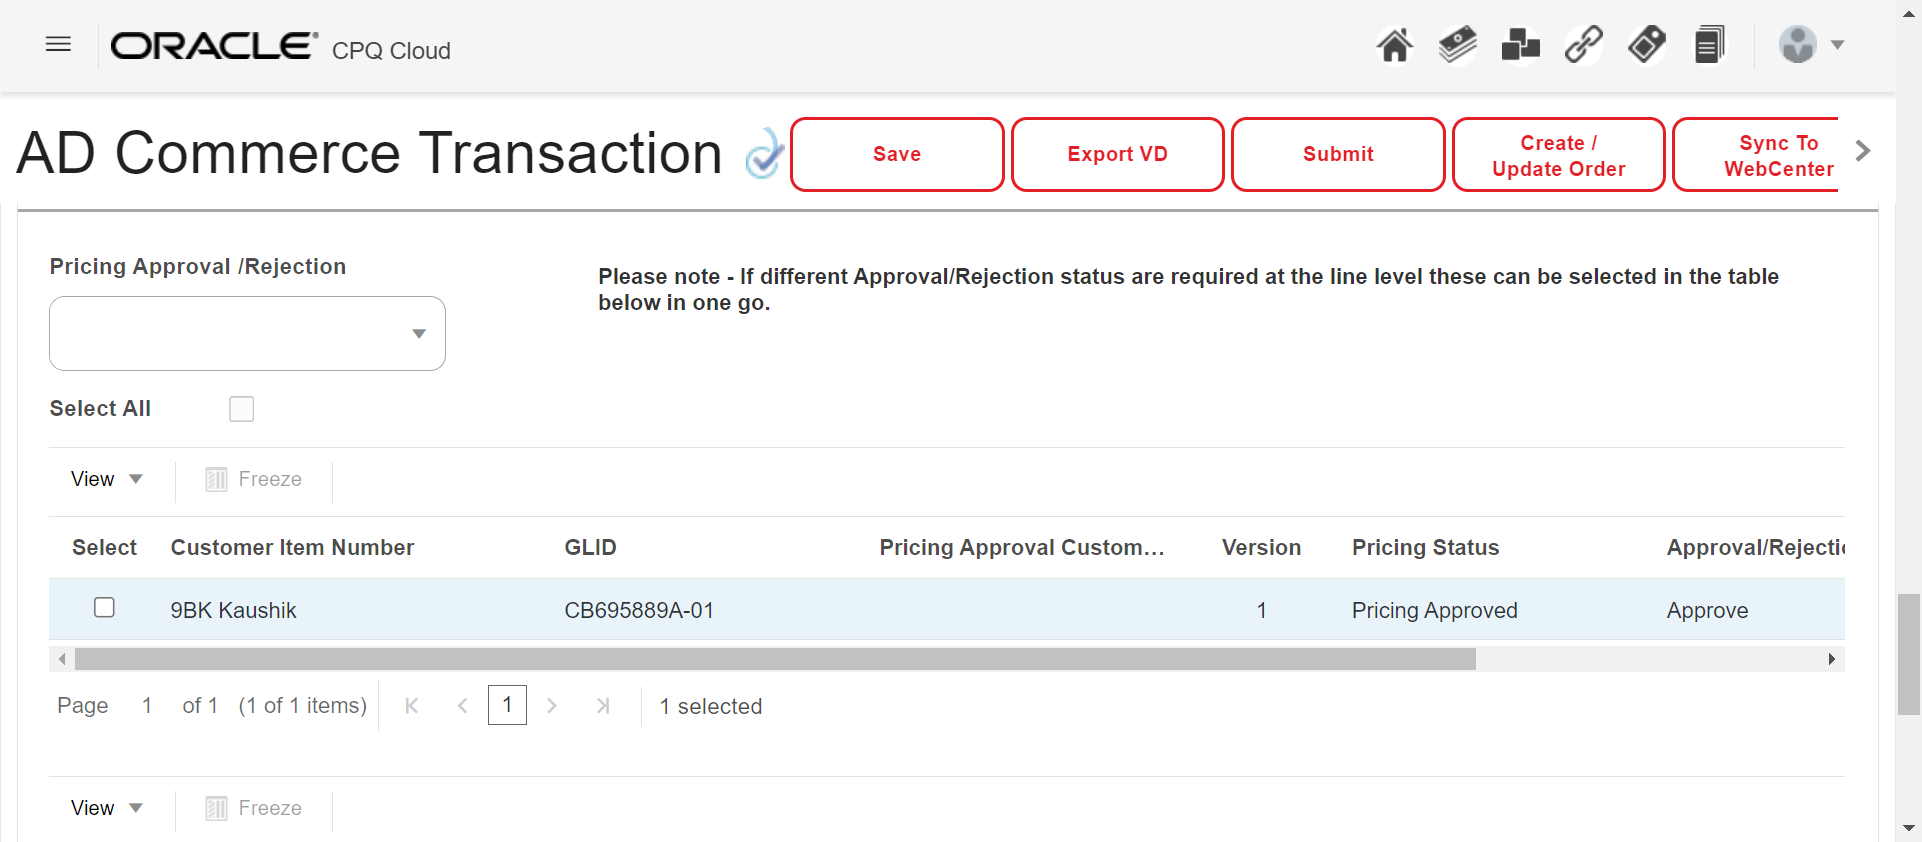 ORACLE® CPQ Cloud
AD Commerce Transaction
Save
Export VD
Submit
Create /
Update Order
Sync To
WebCenter
Pricing Approval /Rejection
Please note - If different Approval/Rejection status are required at the line level these can be selected in the table
below in one go.
Select All
View
Freeze
Select Customer Item Number GLID Pricing Approval Custom... Version Pricing Status Approval/Rejectio
9BK Kaushik CB695889A-01 1 Pricing Approved Approve
Page 1 of 1 (1 of 1 items) 1 1 selected
View
Freeze